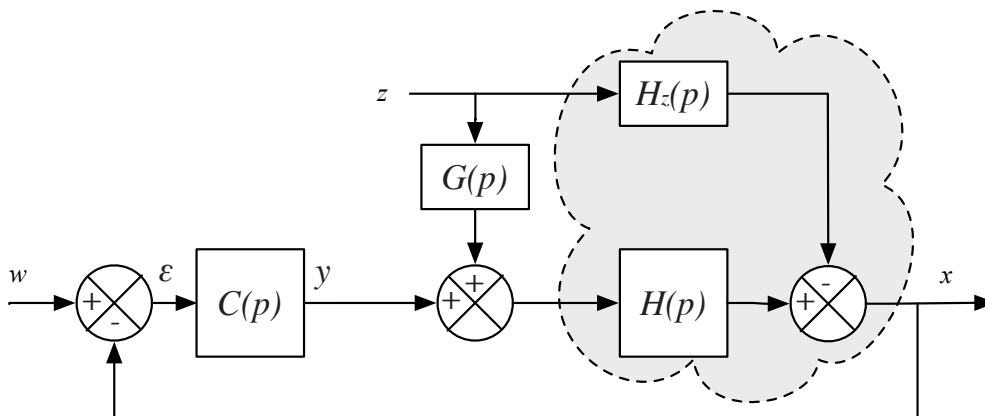 z
Hz(p)
G(p)
w
+
-
ε
C(p)
y
+
+
H(p)
+
-
x